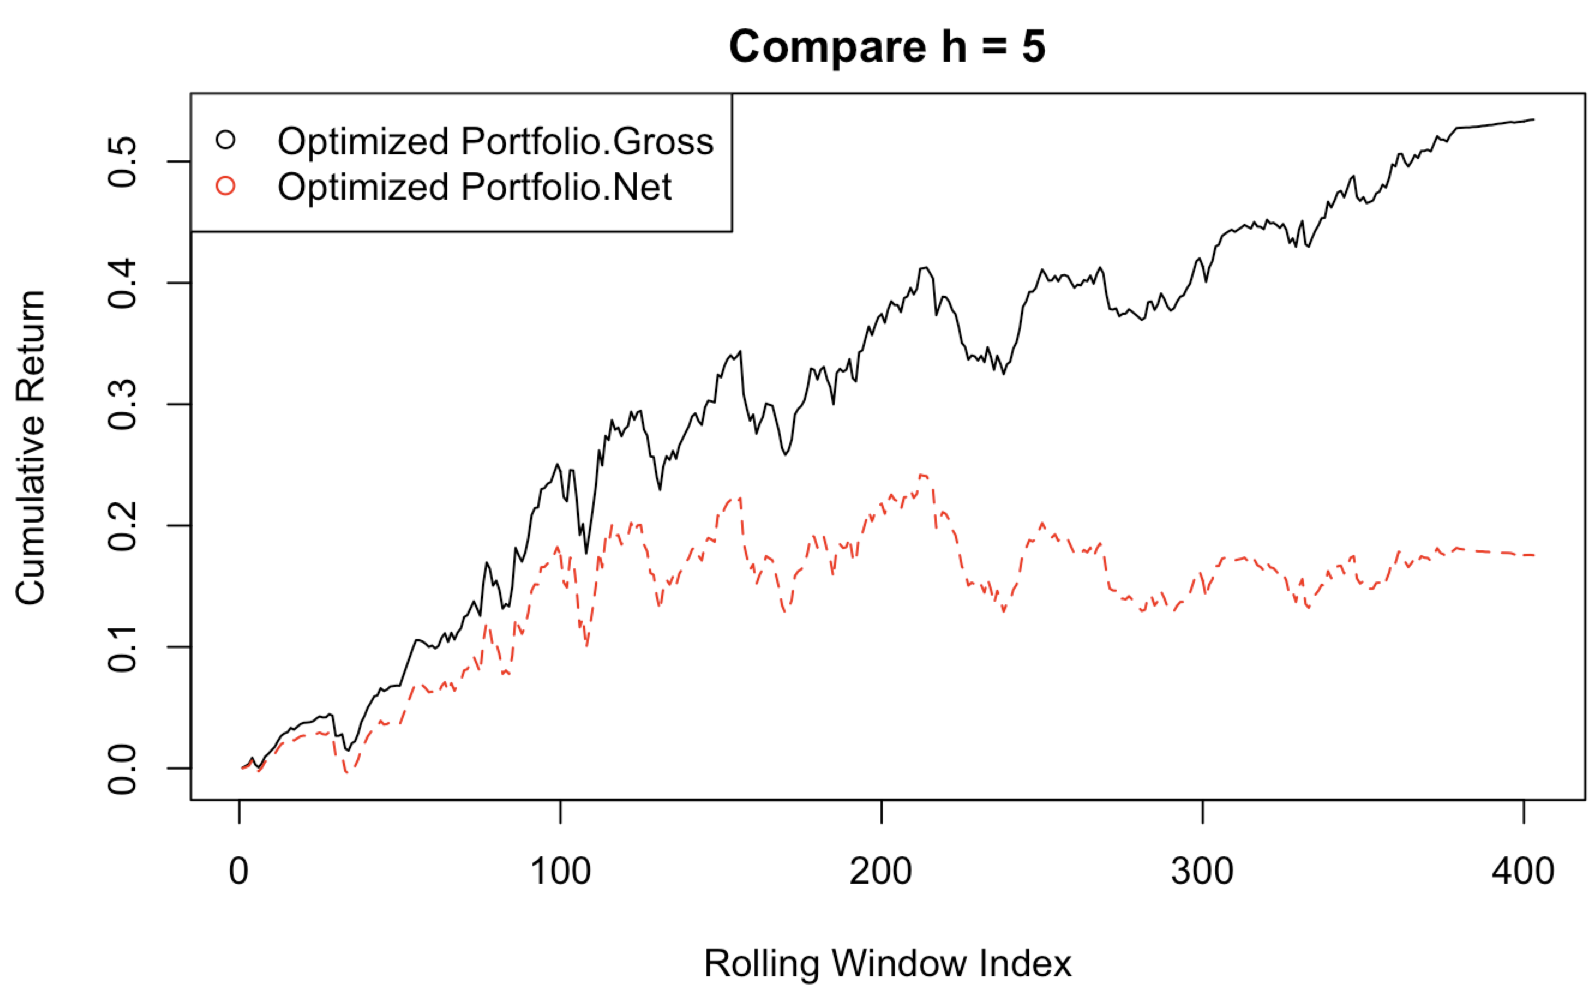 Compare h = 5
Optimized Portfolio.Gross
Optimized Portfolio.Net
Cumulative Return
0.5
0.4
0.3
0.2
0.1
0.0
0 100 200 300 400
Rolling Window Index